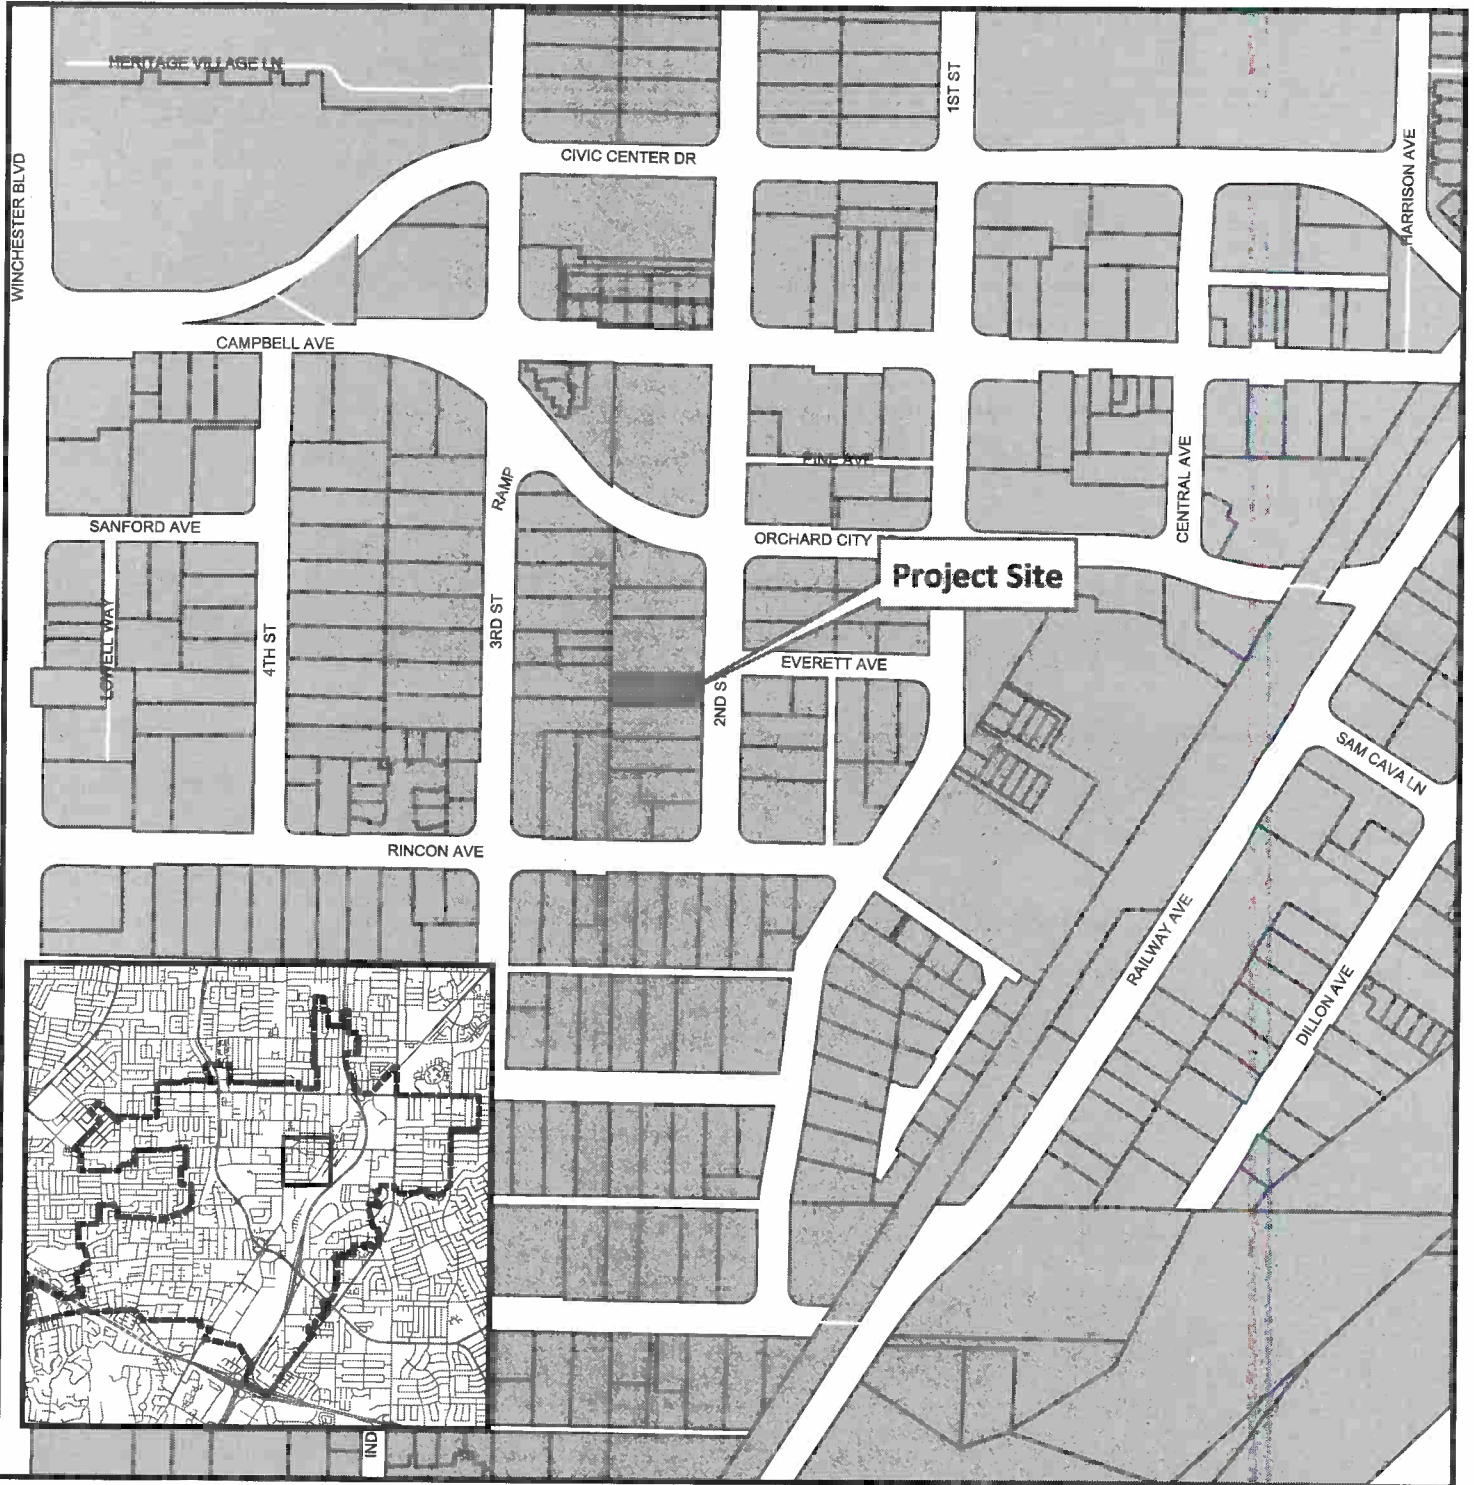 HERITAGE VILLAGE LN
1ST ST
CIVIC CENTER DR
HARRISON AVE
WINCHESTER BLVD
CAMPBELL AVE
PINE AVE
CENTRAL AVE
RAMP
SANFORD AVE
ORCHARD CITY
Project Site
3RD ST
4TH ST
LOWELL WAY
EVERETT AVE
2ND S
SAM CAVA LN
RINCON AVE
RAILWAY AVE
DILLON AVE
IND